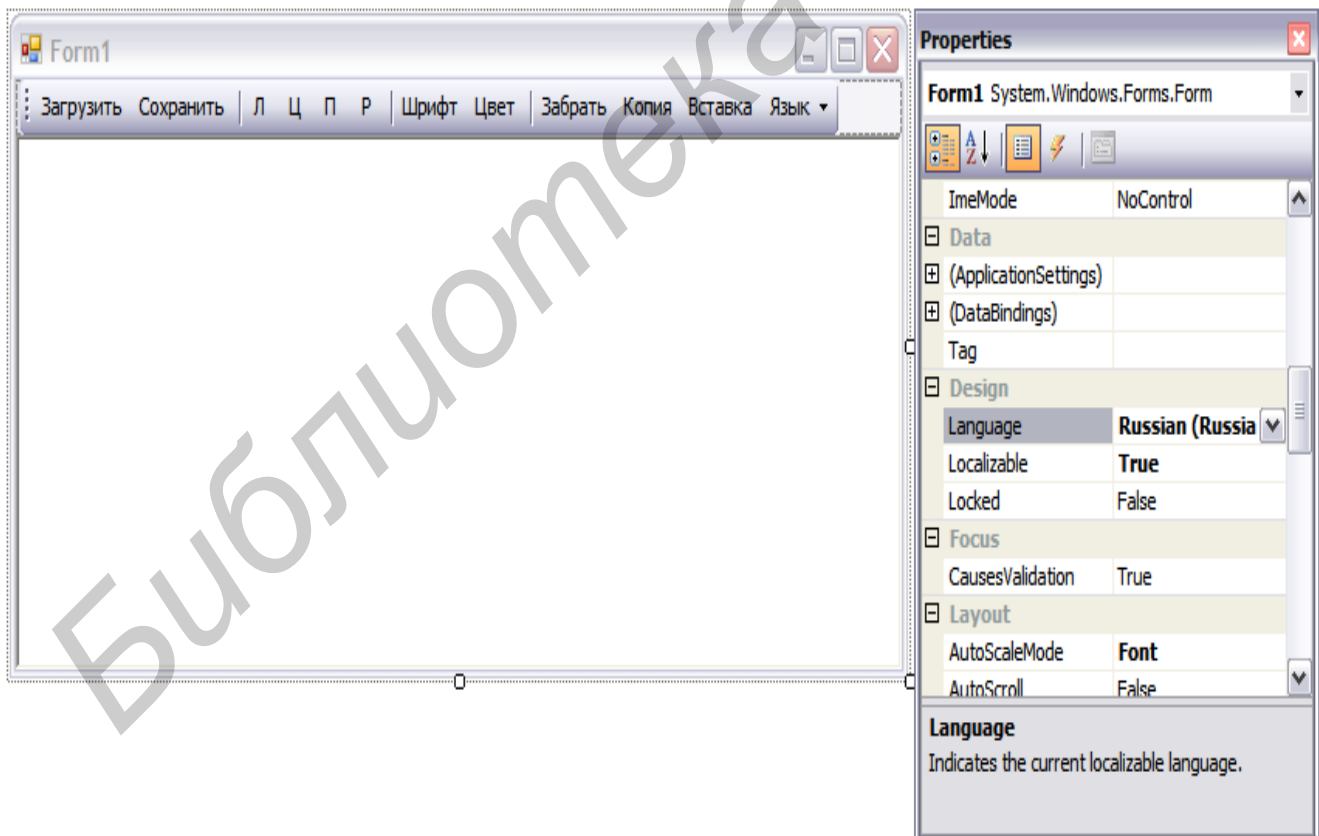 Form1
Загрузить Сохранить Л Ц П Р Шрифт Цвет Забрать Копия Вставка Язык
Библиотека
Properties
Form1 System.Windows.Forms.Form
A
Z
ImeMode NoControl
Data
(ApplicationSettings)
(DataBindings)
Tag
Design
Language Russian (Russia
Localizable True
Locked False
Focus
CausesValidation True
Layout
AutoScaleMode Font
AutoScroll False
Language
Indicates the current localizable language.